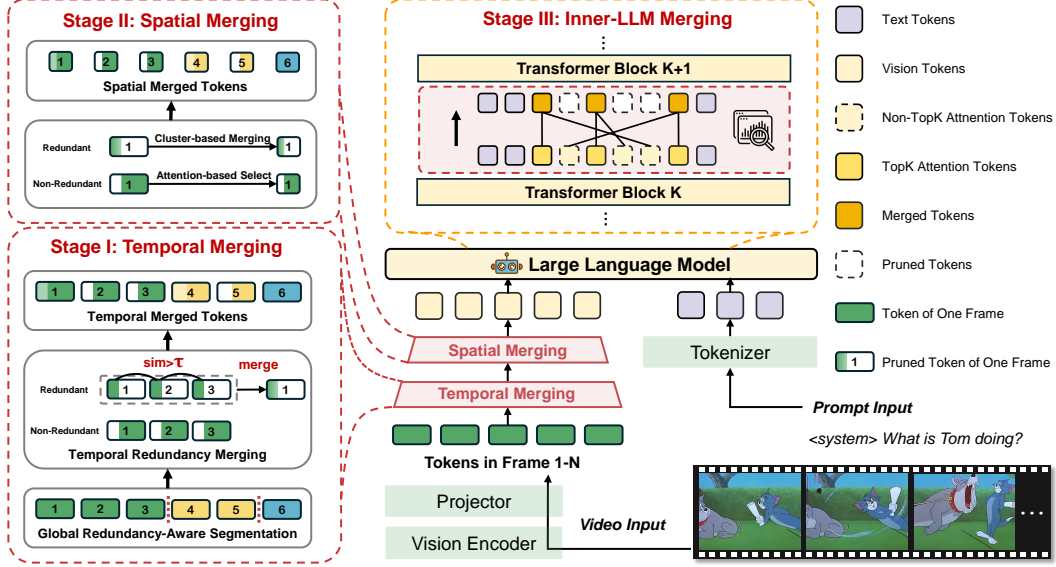 Stage II: Spatial Merging
1 2 3 4 5 6
Spatial Merged Tokens
Redundant
1
Cluster-based Merging
1
Non-Redundant
1
Attention-based Select
1
Stage I: Temporal Merging
1 2 3 4 5 6
Temporal Merged Tokens
sim>τ
merge
Redundant
1 2 3
1
Non-Redundant
1 2 3
Temporal Redundancy Merging
1 2 3 4 5 6
Global Redundancy-Aware Segmentation
Stage III: Inner-LLM Merging
⋮
Transformer Block K+1
Transformer Block K
⋮
Large Language Model
Spatial Merging
Temporal Merging
Tokens in Frame 1-N
Projector
Vision Encoder
Video Input
Tokenizer
Prompt Input
<system> What is Tom doing?
...
Text Tokens
Vision Tokens
Non-TopK Attnention Tokens
TopK Attention Tokens
Merged Tokens
Pruned Tokens
Token of One Frame
1
Pruned Token of One Frame